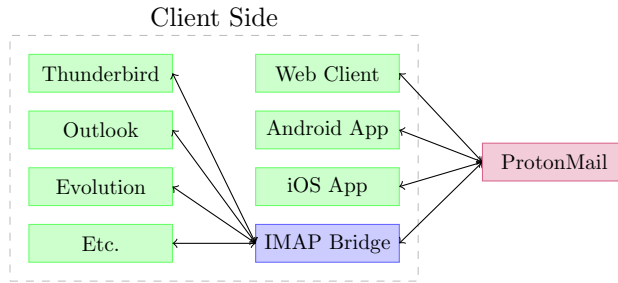 Client Side
Thunderbird
Web Client
Outlook
Android App
ProtonMail
Evolution
iOS App
Etc.
IMAP Bridge